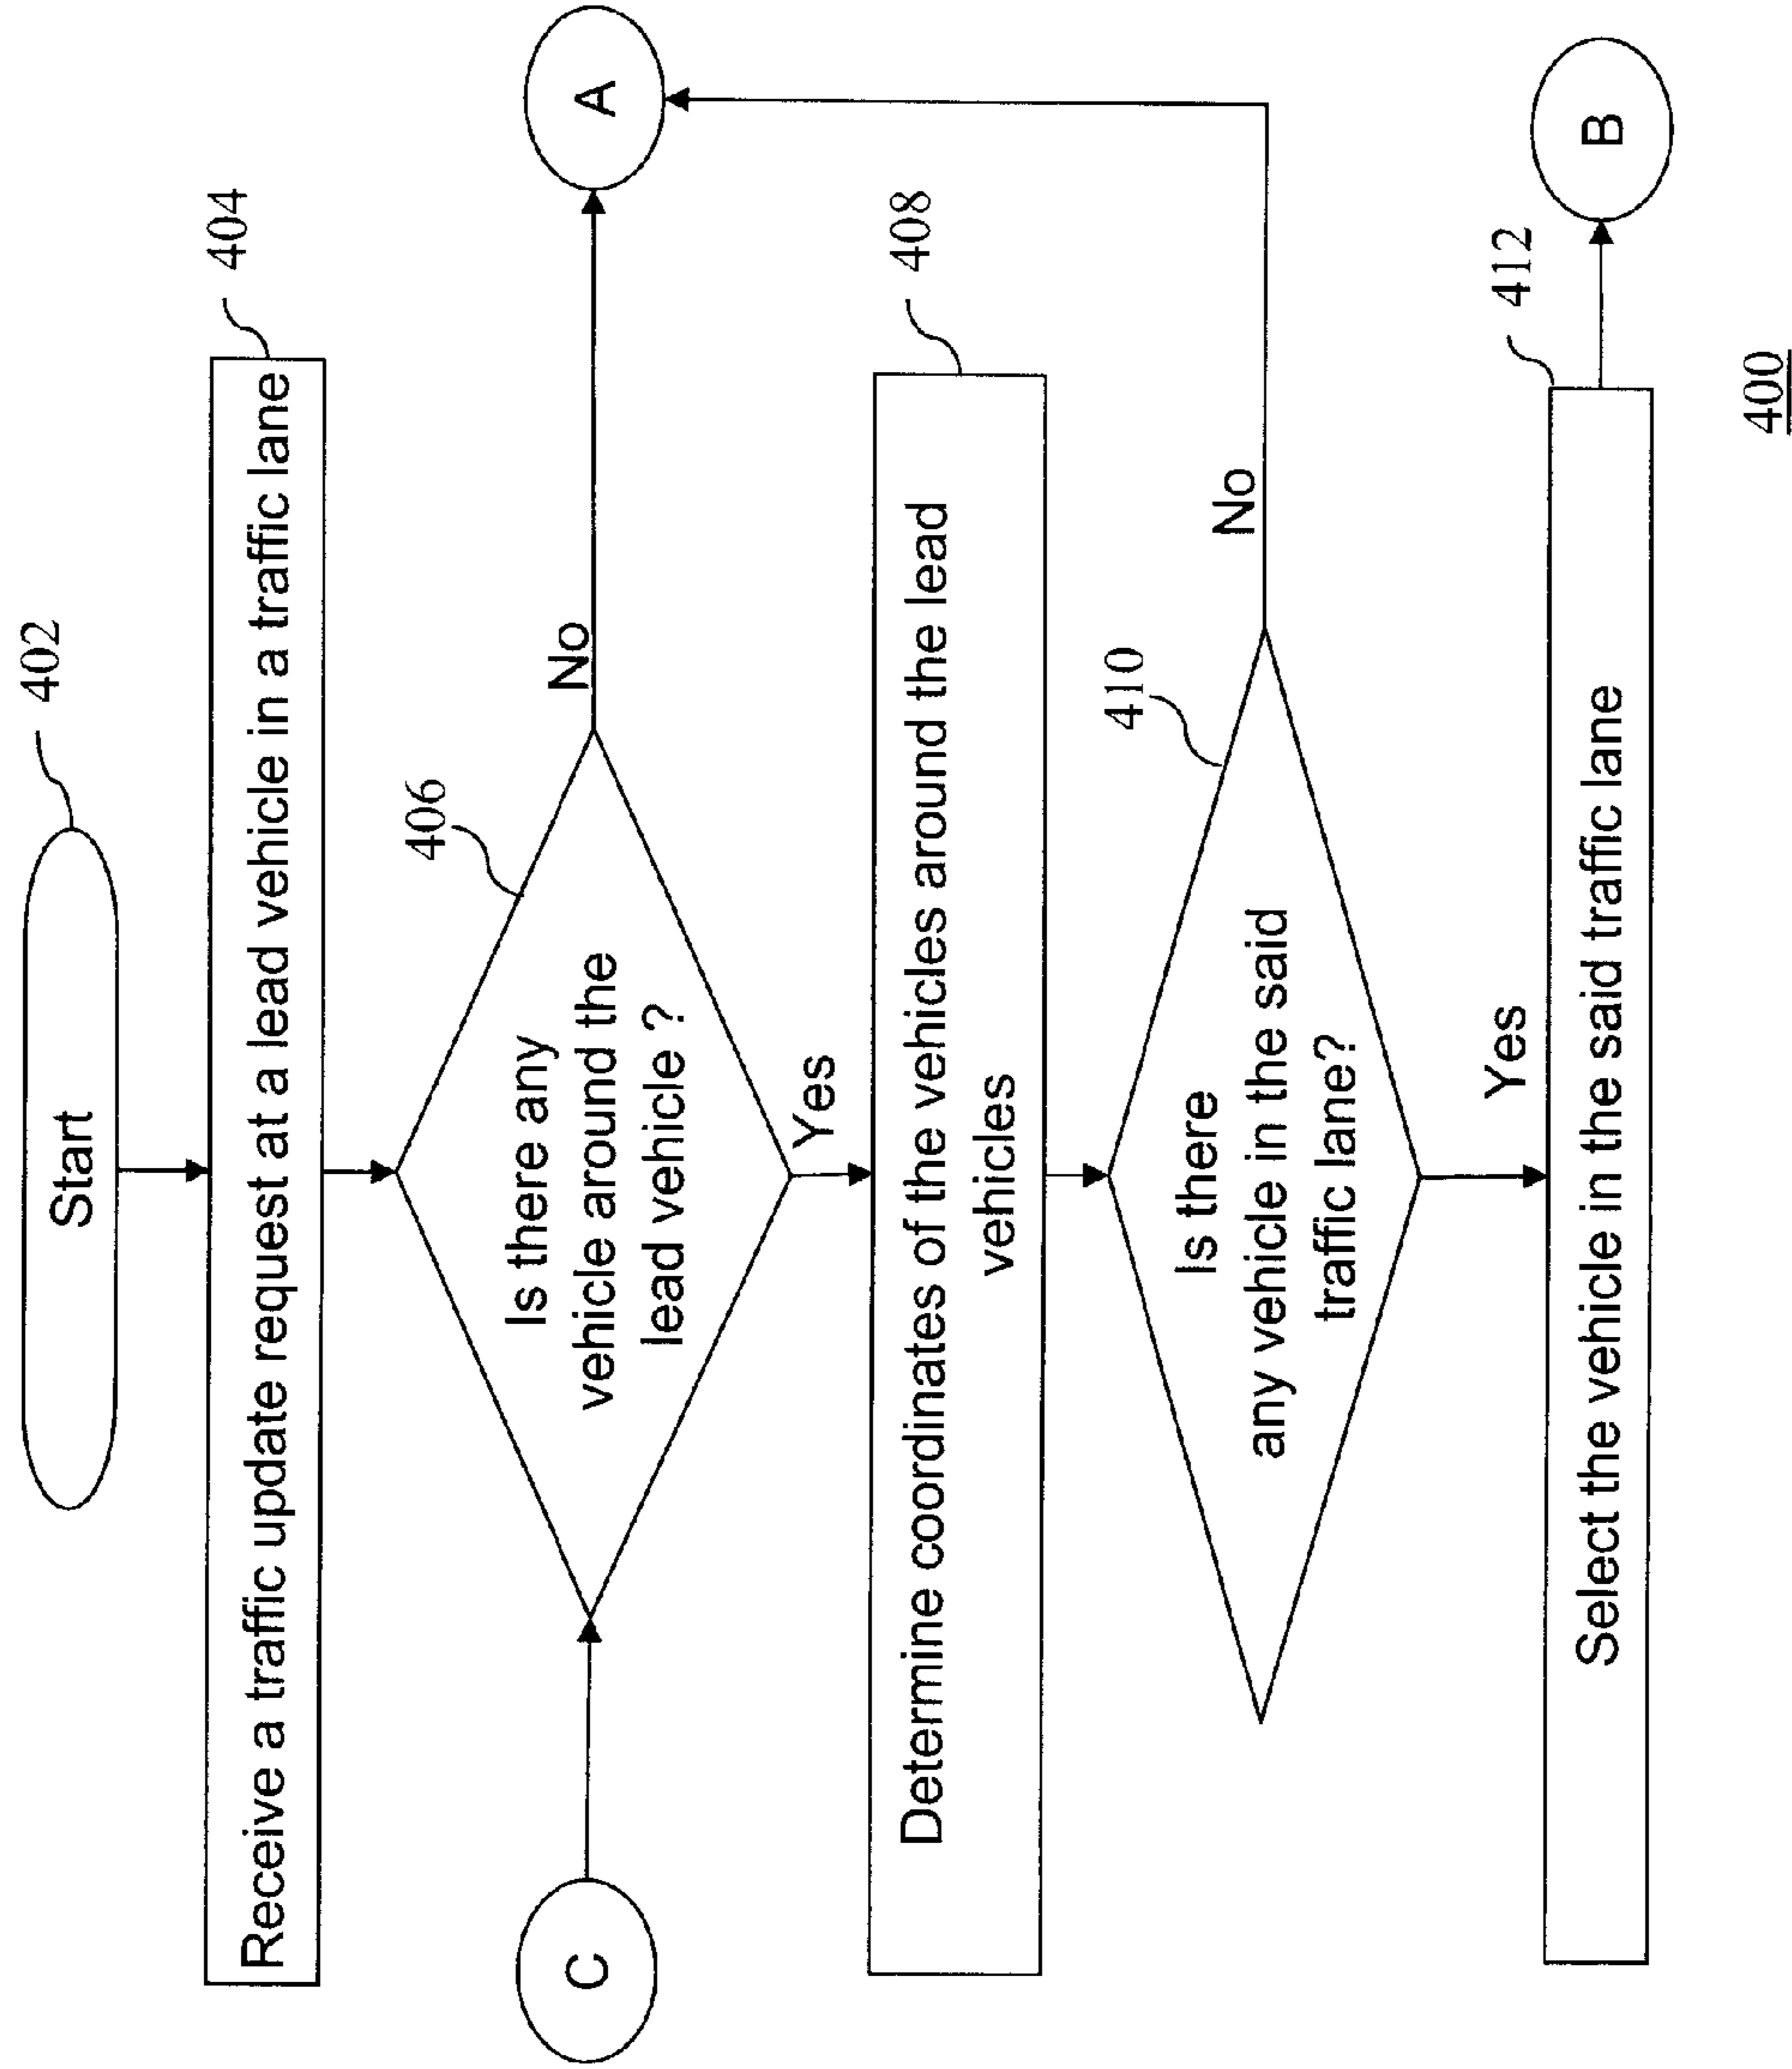 402
Start
404
Receive a traffic update request at a lead vehicle in a traffic lane
406
C
Is there any
vehicle around the
lead vehicle ?
No
A
Yes
408
Determine coordinates of the vehicles around the lead
vehicles
410
Is there
any vehicle in the said
traffic lane?
No
Yes
412
Select the vehicle in the said traffic lane
B
400